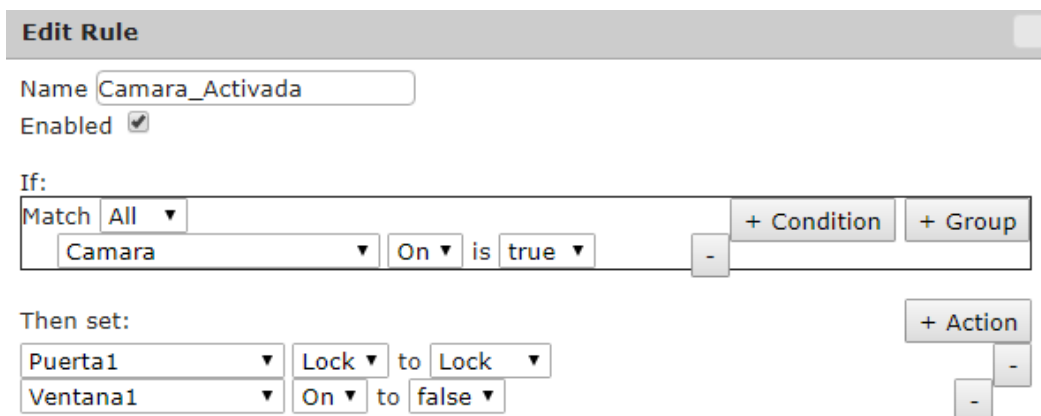 Edit Rule
Name Camara_Activada
Enabled
If:
Match All + Condition + Group
Camara On is true -
Then set: + Action
Puerta1 Lock to Lock -
Ventana1 On to false -